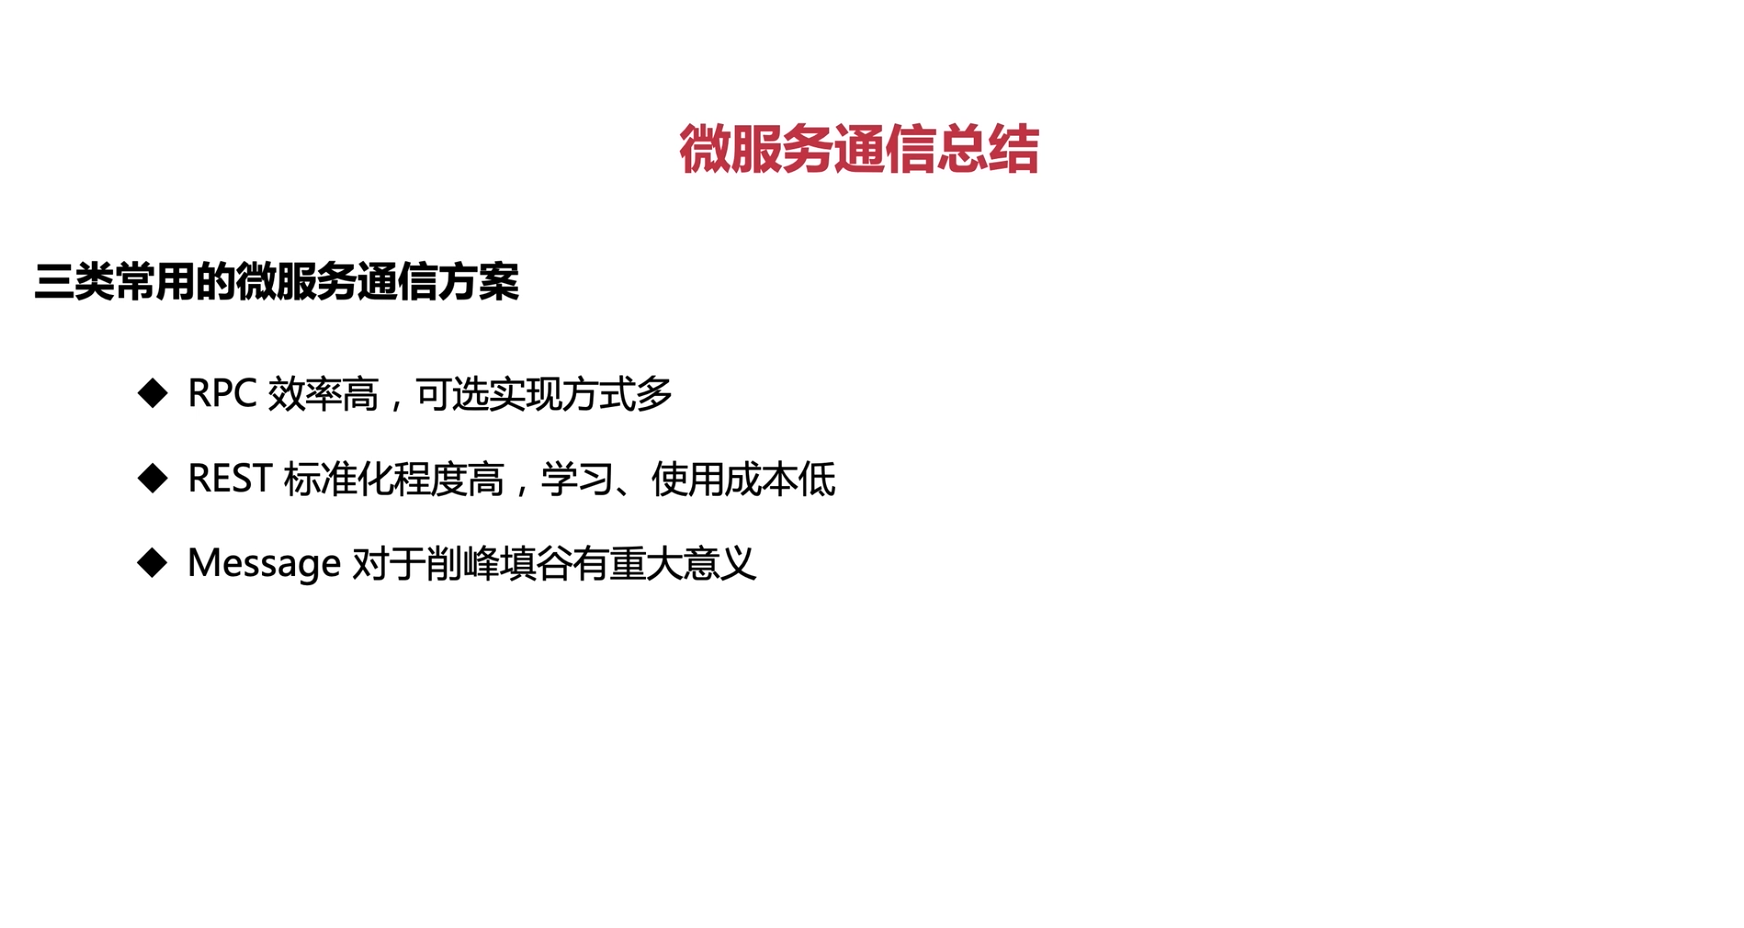 微服务通信总结
三类常用的微服务通信方案
◆ RPC 效率高，可选实现方式多
◆ REST 标准化程度高，学习、使用成本低
◆ Message 对于削峰填谷有重大意义